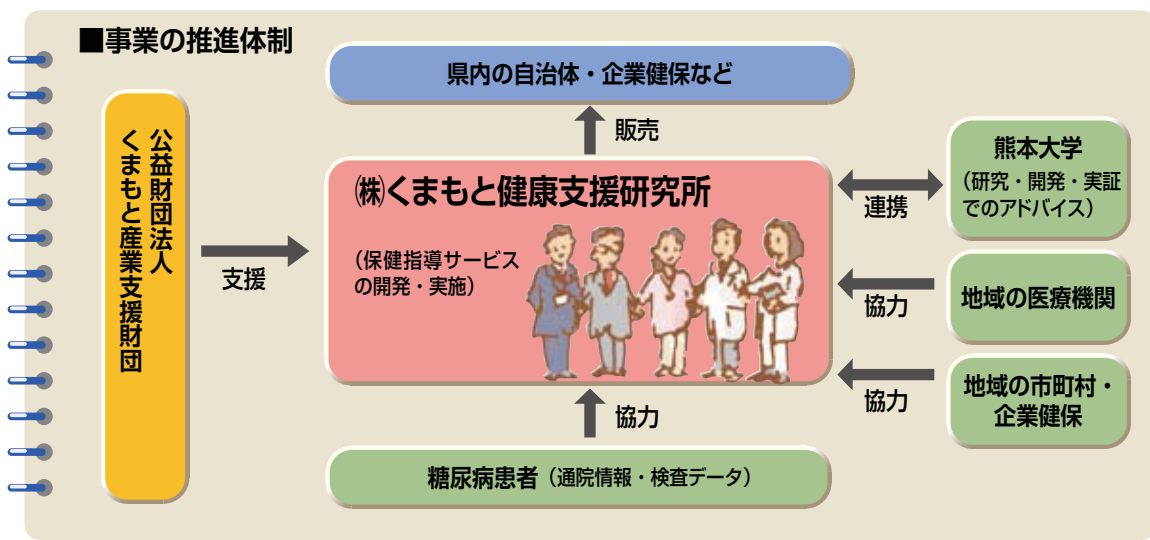 ■事業の推進体制
県内の自治体・企業健保など
販売
公益財団法人
くまもと産業支援財団
支援
㈱くまもと健康支援研究所
（保健指導サービス
の開発・実施）
連携
熊本大学
（研究・開発・実証
でのアドバイス）
協力
地域の医療機関
協力
地域の市町村・
企業健保
協力
糖尿病患者（通院情報・検査データ）